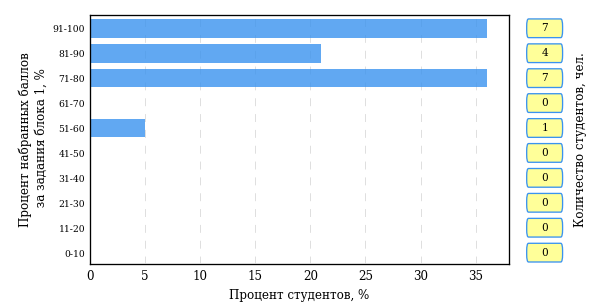 Процент набранных баллов
за задания блока 1, %
91-100 7
81-90 4
71-80 7
61-70 0
51-60 1
41-50 0
31-40 0
21-30 0
11-20 0
0-10 0
0 5 10 15 20 25 30 35
Процент студентов, %
Количество студентов, чел.